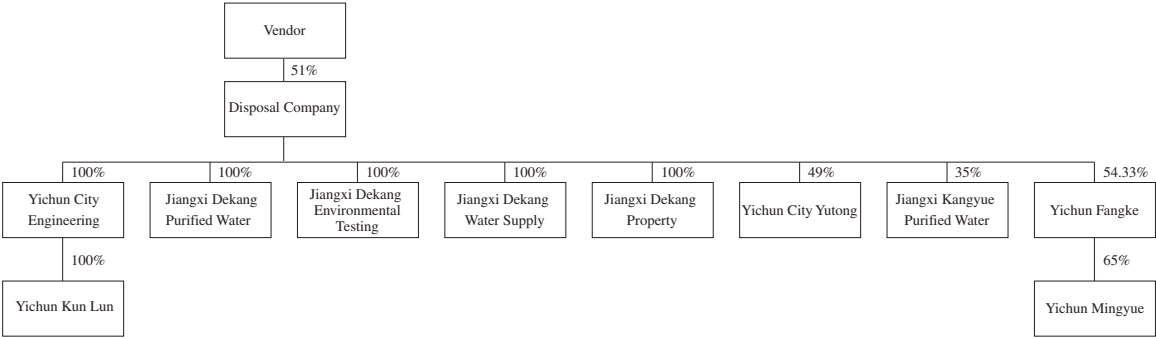 Vendor
51%
Disposal Company
100%
100%
100%
100%
100%
49%
35%
54.33%
Yichun City
Engineering
Jiangxi Dekang
Purified Water
Jiangxi Dekang
Environmental
Testing
Jiangxi Dekang
Water Supply
Jiangxi Dekang
Property
Yichun City Yutong
Jiangxi Kangyue
Purified Water
Yichun Fangke
100%
65%
Yichun Kun Lun
Yichun Mingyue